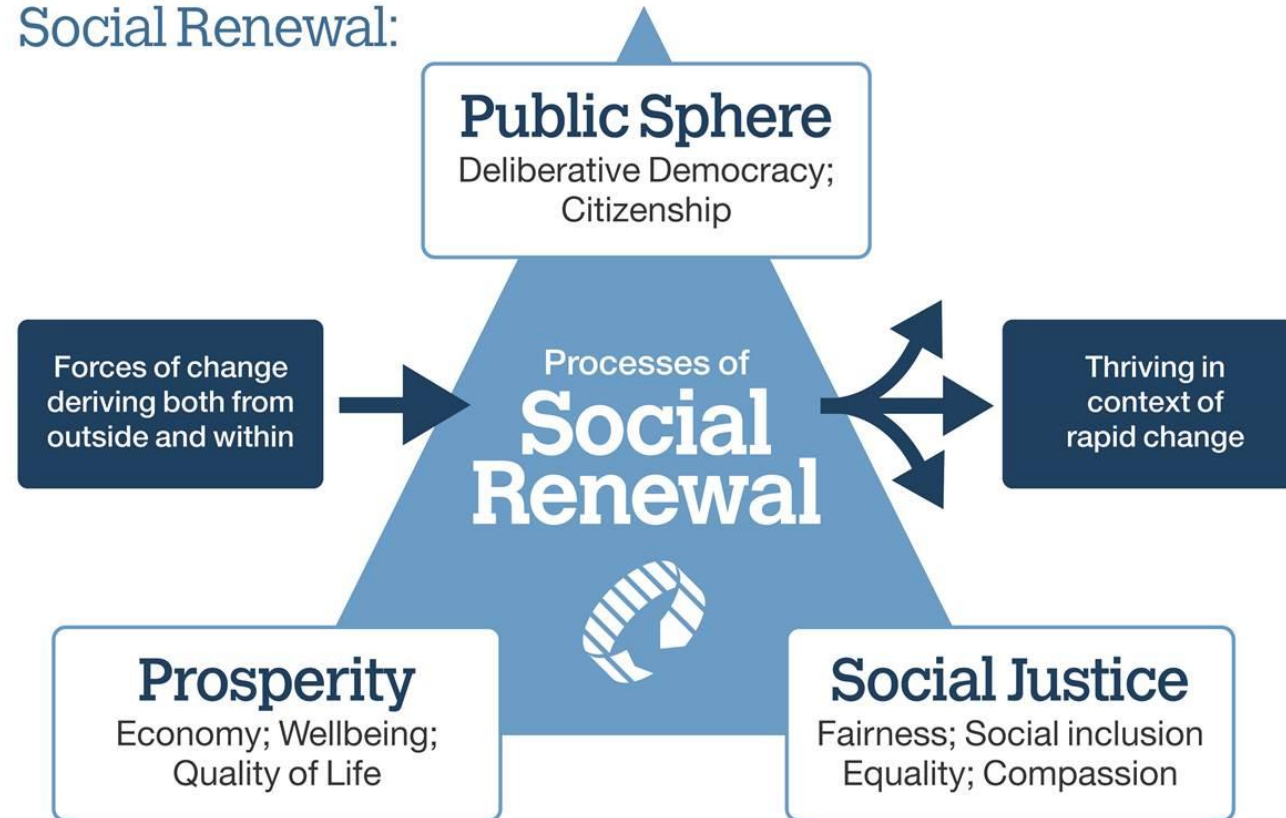 Social Renewal:
Public Sphere
Deliberative Democracy;
Citizenship
Forces of change
deriving both from
outside and within
Processes of
Social
Renewal
Thriving in
context of
rapid change
Prosperity
Economy; Wellbeing;
Quality of Life
Social Justice
Fairness; Social inclusion
Equality; Compassion